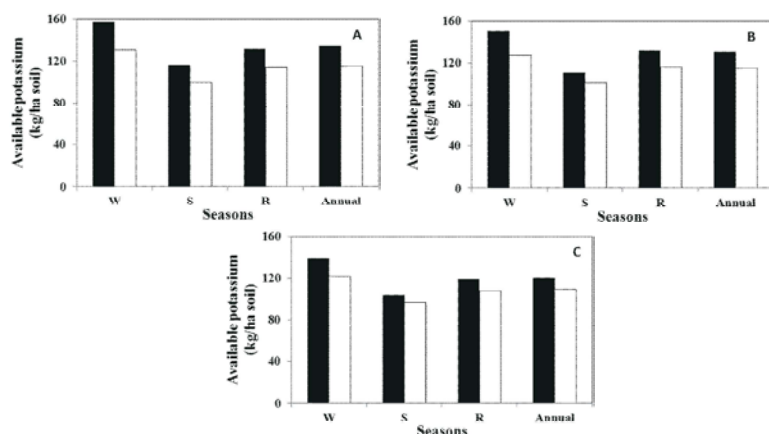 A
Available potassium
(kg/ha soil)
160
120
80
40
0
W S R Annual
Seasons
B
Available potassium
(kg/ha soil)
160
120
80
40
0
W S R Annual
Seasons
C
Available potassium
(kg/ha soil)
160
120
80
40
0
W S R Annual